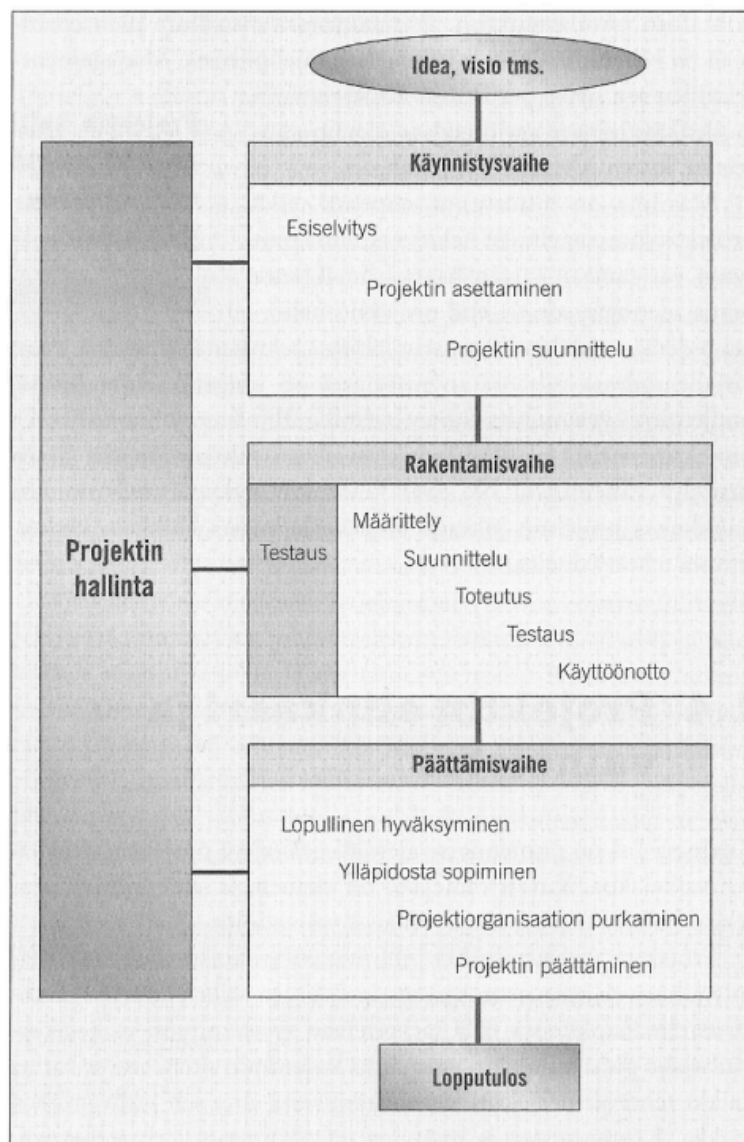 Idea, visio tms.
Käynnistysvaihe
Esiselvitys
Projektin asettaminen
Projektin suunnittelu
Rakentamisvaihe
Projektin
hallinta
Testaus
Määrittely
Suunnittelu
Toteutus
Testaus
Käyttöönotto
Päättämisvaihe
Lopullinen hyväksyminen
Ylläpidosta sopiminen
Projektiorganisaation purkaminen
Projektin päättäminen
Lopputulos